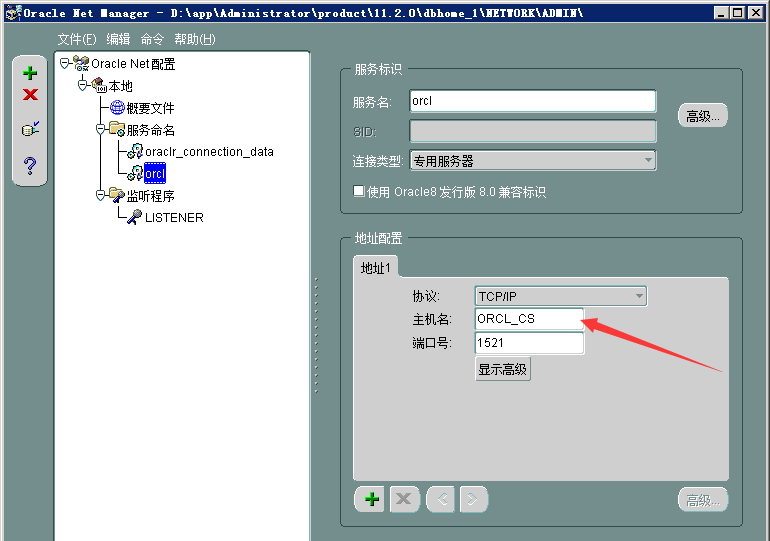 Oracle Net Manager - D:\app\Administrator\product\11.2.0\dbhome_1\NETWORK\ADMIN\
文件(F) 编辑 命令 帮助(H)
Oracle Net 配置
本地
概要文件
服务命名
oraclr_connection_data
orcl
监听程序
LISTENER
服务标识
服务名: orcl
高级...
SID:
连接类型: 专用服务器
使用 Oracle8 发行版 8.0 兼容标识
地址配置
地址1
协议: TCP/IP
主机名: ORCL_CS
端口号: 1521
显示高级
高级...